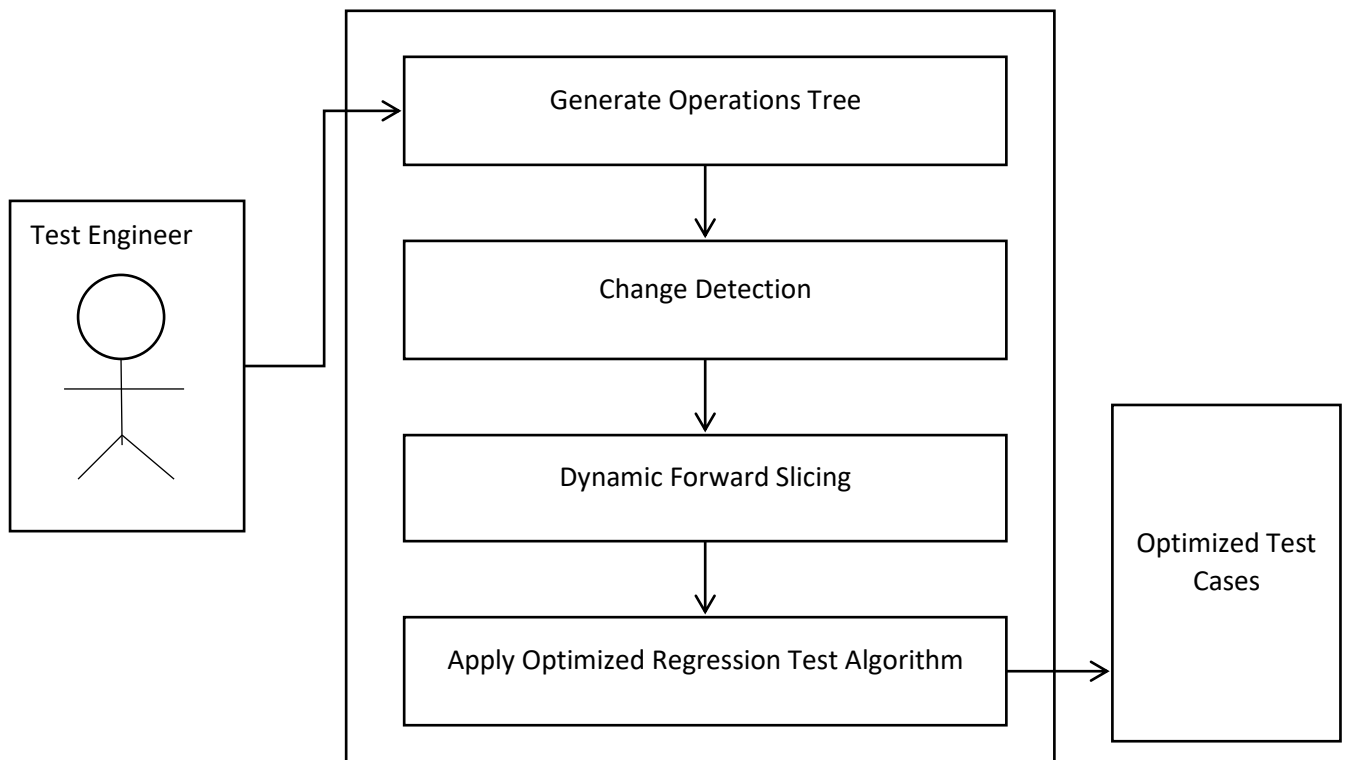 Generate Operations Tree
Test Engineer
Change Detection
Dynamic Forward Slicing
Optimized Test
Cases
Apply Optimized Regression Test Algorithm